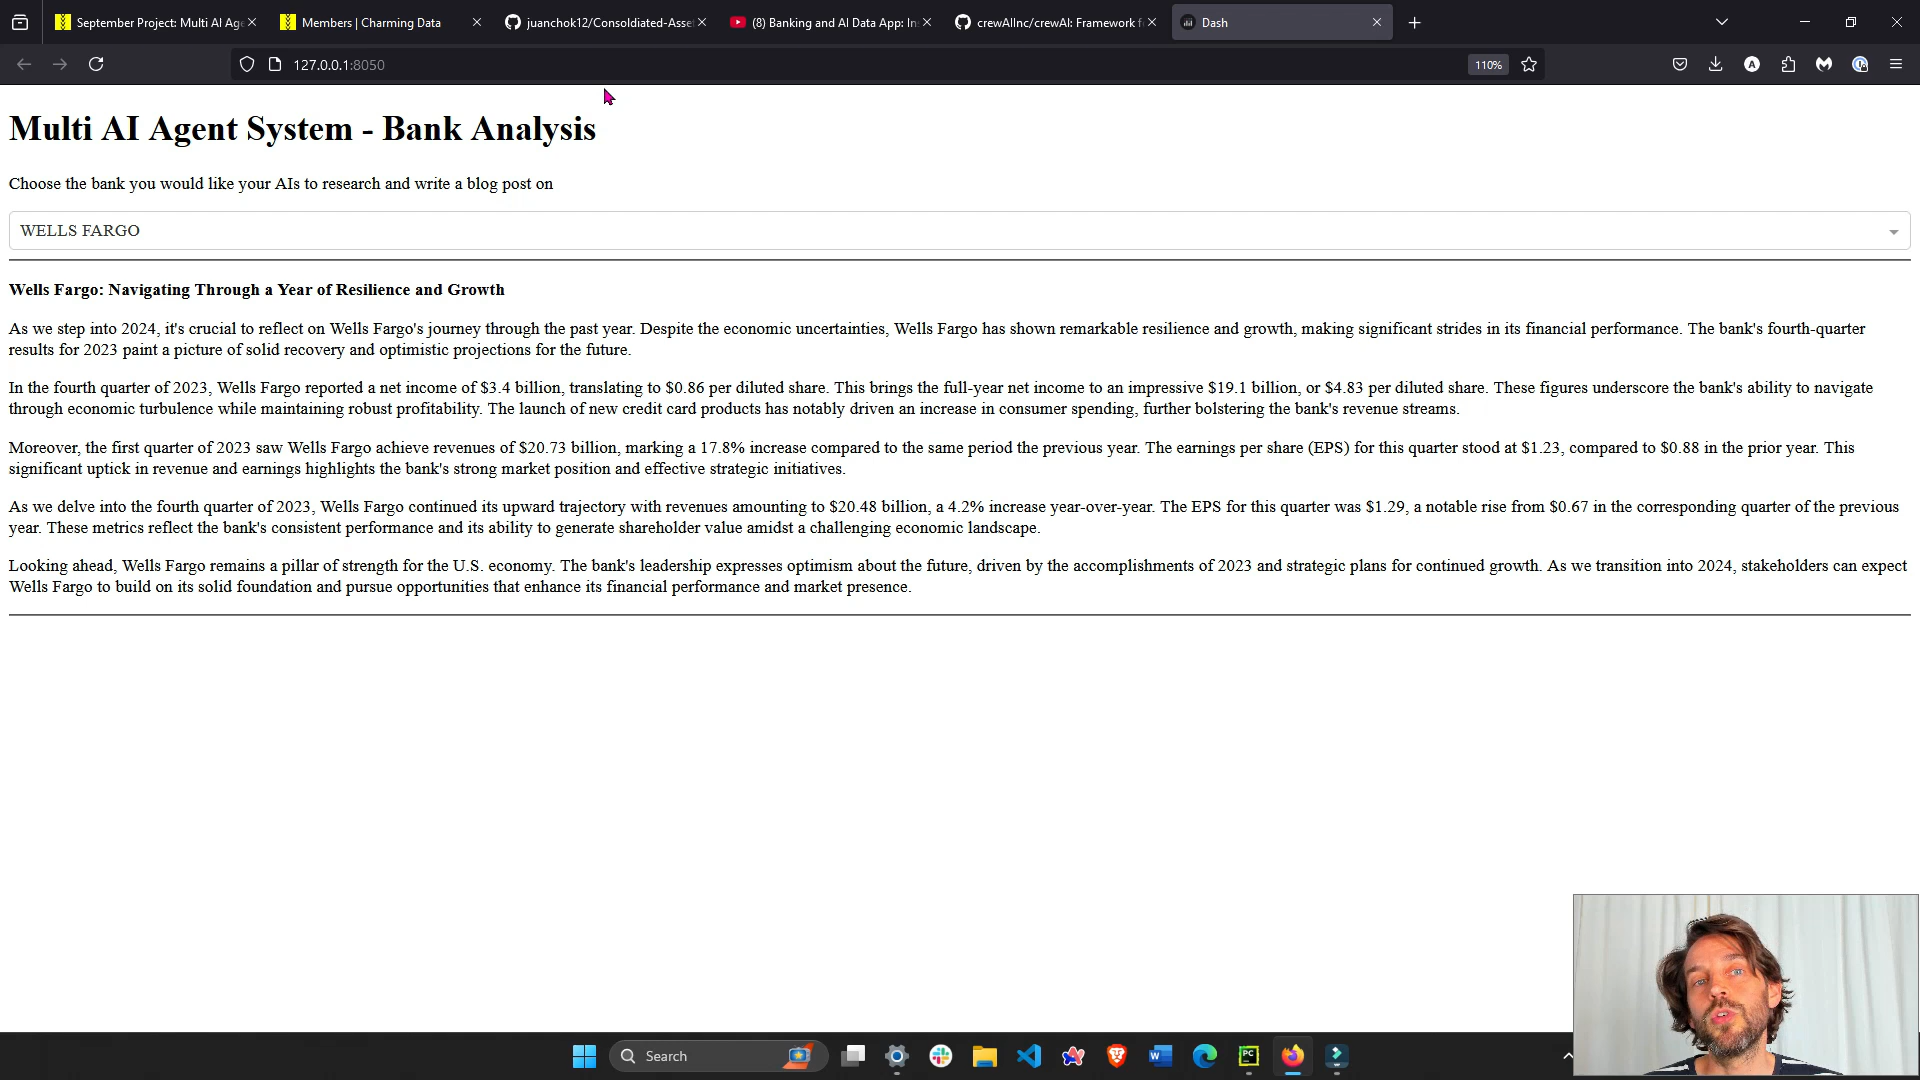 September Project: Multi AI Age
Members | Charming Data
juanchok12/Consoldiated-Asse
(8) Banking and AI Data App: In
crewAIInc/crewAI: Framework f
Dash
127.0.0.1:8050
110%
Multi AI Agent System - Bank Analysis
Choose the bank you would like your AIs to research and write a blog post on
WELLS FARGO
Wells Fargo: Navigating Through a Year of Resilience and Growth
As we step into 2024, it's crucial to reflect on Wells Fargo's journey through the past year. Despite the economic uncertainties, Wells Fargo has shown remarkable resilience and growth, making significant strides in its financial performance. The bank's fourth-quarter
results for 2023 paint a picture of solid recovery and optimistic projections for the future.
In the fourth quarter of 2023, Wells Fargo reported a net income of $3.4 billion, translating to $0.86 per diluted share. This brings the full-year net income to an impressive $19.1 billion, or $4.83 per diluted share. These figures underscore the bank's ability to navigate
through economic turbulence while maintaining robust profitability. The launch of new credit card products has notably driven an increase in consumer spending, further bolstering the bank's revenue streams.
Moreover, the first quarter of 2023 saw Wells Fargo achieve revenues of $20.73 billion, marking a 17.8% increase compared to the same period the previous year. The earnings per share (EPS) for this quarter stood at $1.23, compared to $0.88 in the prior year. This
significant uptick in revenue and earnings highlights the bank's strong market position and effective strategic initiatives.
As we delve into the fourth quarter of 2023, Wells Fargo continued its upward trajectory with revenues amounting to $20.48 billion, a 4.2% increase year-over-year. The EPS for this quarter was $1.29, a notable rise from $0.67 in the corresponding quarter of the previous
year. These metrics reflect the bank's consistent performance and its ability to generate shareholder value amidst a challenging economic landscape.
Looking ahead, Wells Fargo remains a pillar of strength for the U.S. economy. The bank's leadership expresses optimism about the future, driven by the accomplishments of 2023 and strategic plans for continued growth. As we transition into 2024, stakeholders can expect
Wells Fargo to build on its solid foundation and pursue opportunities that enhance its financial performance and market presence.
Search